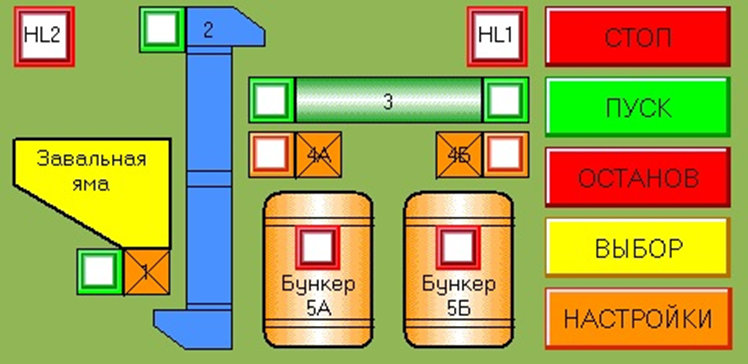 HL2
2
HL1
СТОП
3
ПУСК
Завальная
яма
4А
4Б
ОСТАНОВ
1
Бункер
5А
Бункер
5Б
ВЫБОР
НАСТРОЙКИ